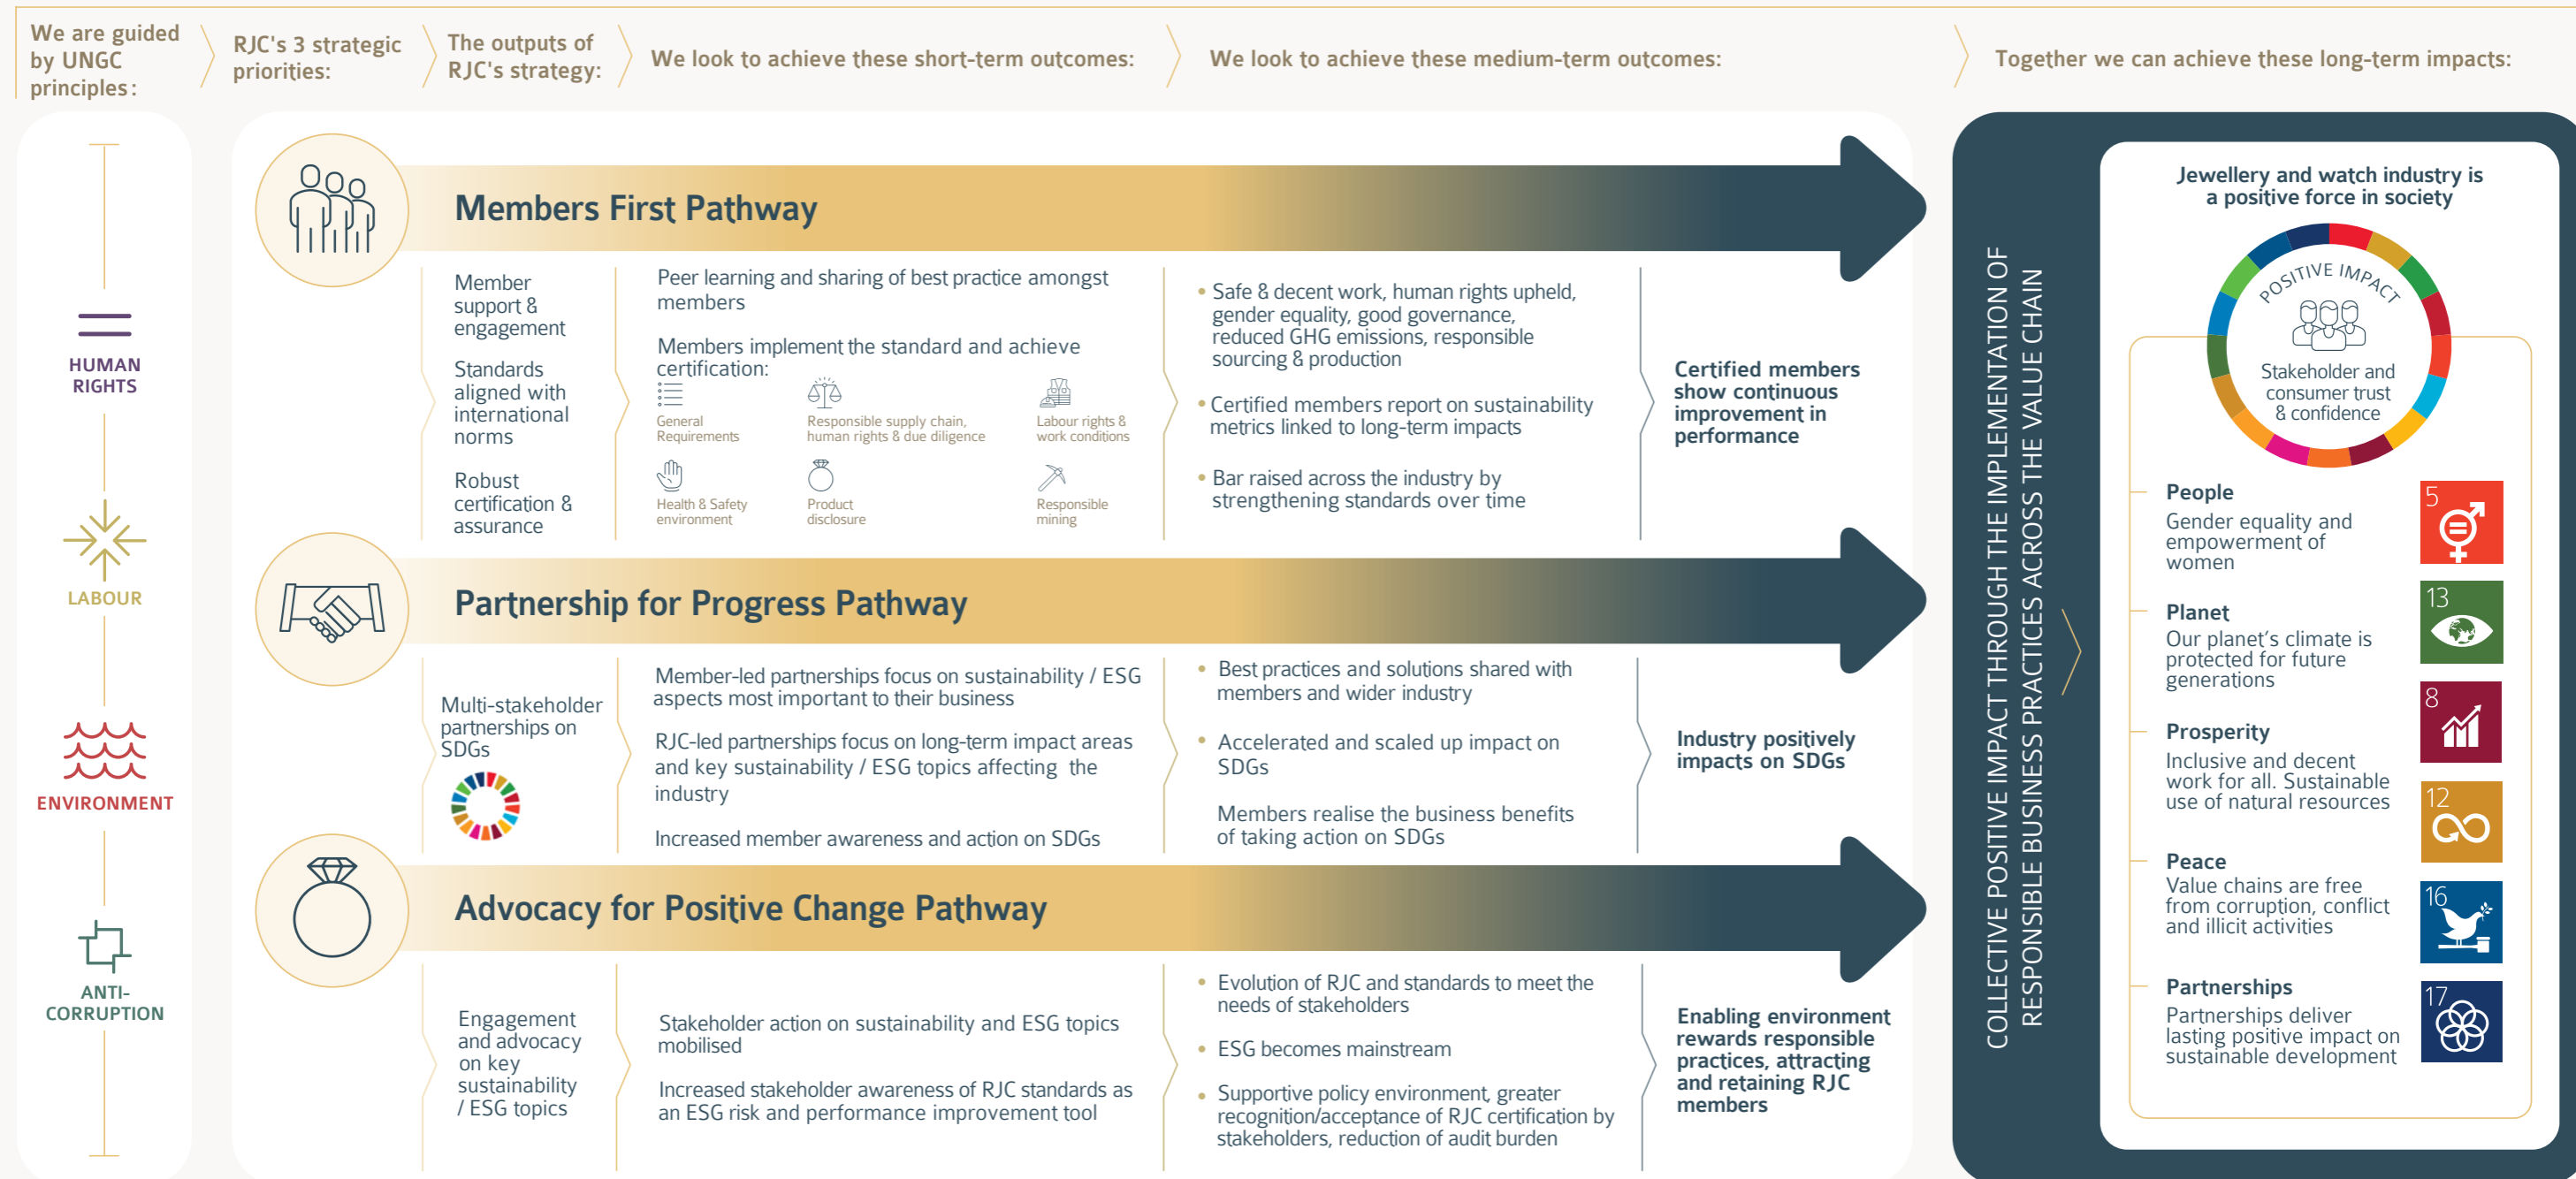 We are guided
by UNGC
principles:
RJC's 3 strategic
priorities:
The outputs of
RJC's strategy:
We look to achieve these short-term outcomes:
We look to achieve these medium-term outcomes:
Together we can achieve these long-term impacts:
HUMAN
RIGHTS
LABOUR
ENVIRONMENT
ANTI-
CORRUPTION
Members First Pathway
Member
support &
engagement
Standards
aligned with
international
norms
Robust
certification &
assurance
Peer learning and sharing of best practice amongst
members
Members implement the standard and achieve
certification:
General
Requirements
Responsible supply chain,
human rights & due diligence
Labour rights &
work conditions
Health & Safety
environment
Product
disclosure
Responsible
mining
• Safe & decent work, human rights upheld,
gender equality, good governance,
reduced GHG emissions, responsible
sourcing & production
• Certified members report on sustainability
metrics linked to long-term impacts
• Bar raised across the industry by
strengthening standards over time
Certified members
show continuous
improvement in
performance
Partnership for Progress Pathway
Multi-stakeholder
partnerships on
SDGs
Member-led partnerships focus on sustainability / ESG
aspects most important to their business
RJC-led partnerships focus on long-term impact areas
and key sustainability / ESG topics affecting the
industry
Increased member awareness and action on SDGs
• Best practices and solutions shared with
members and wider industry
• Accelerated and scaled up impact on
SDGs
Members realise the business benefits
of taking action on SDGs
Industry positively
impacts on SDGs
Advocacy for Positive Change Pathway
Engagement
and advocacy
on key
sustainability
/ ESG topics
Stakeholder action on sustainability and ESG topics
mobilised
Increased stakeholder awareness of RJC standards as
an ESG risk and performance improvement tool
• Evolution of RJC and standards to meet the
needs of stakeholders
• ESG becomes mainstream
• Supportive policy environment, greater
recognition/acceptance of RJC certification by
stakeholders, reduction of audit burden
Enabling environment
rewards responsible
practices, attracting
and retaining RJC
members
COLLECTIVE POSITIVE IMPACT THROUGH THE IMPLEMENTATION OF
RESPONSIBLE BUSINESS PRACTICES ACROSS THE VALUE CHAIN
Jewellery and watch industry is
a positive force in society
POSITIVE IMPACT
Stakeholder and
consumer trust
& confidence
People
Gender equality and
empowerment of
women
5
Planet
Our planet's climate is
protected for future
generations
13
8
Prosperity
Inclusive and decent
work for all. Sustainable
use of natural resources
12
Peace
Value chains are free
from corruption, conflict
and illicit activities
16
Partnerships
Partnerships deliver
lasting positive impact on
sustainable development
17